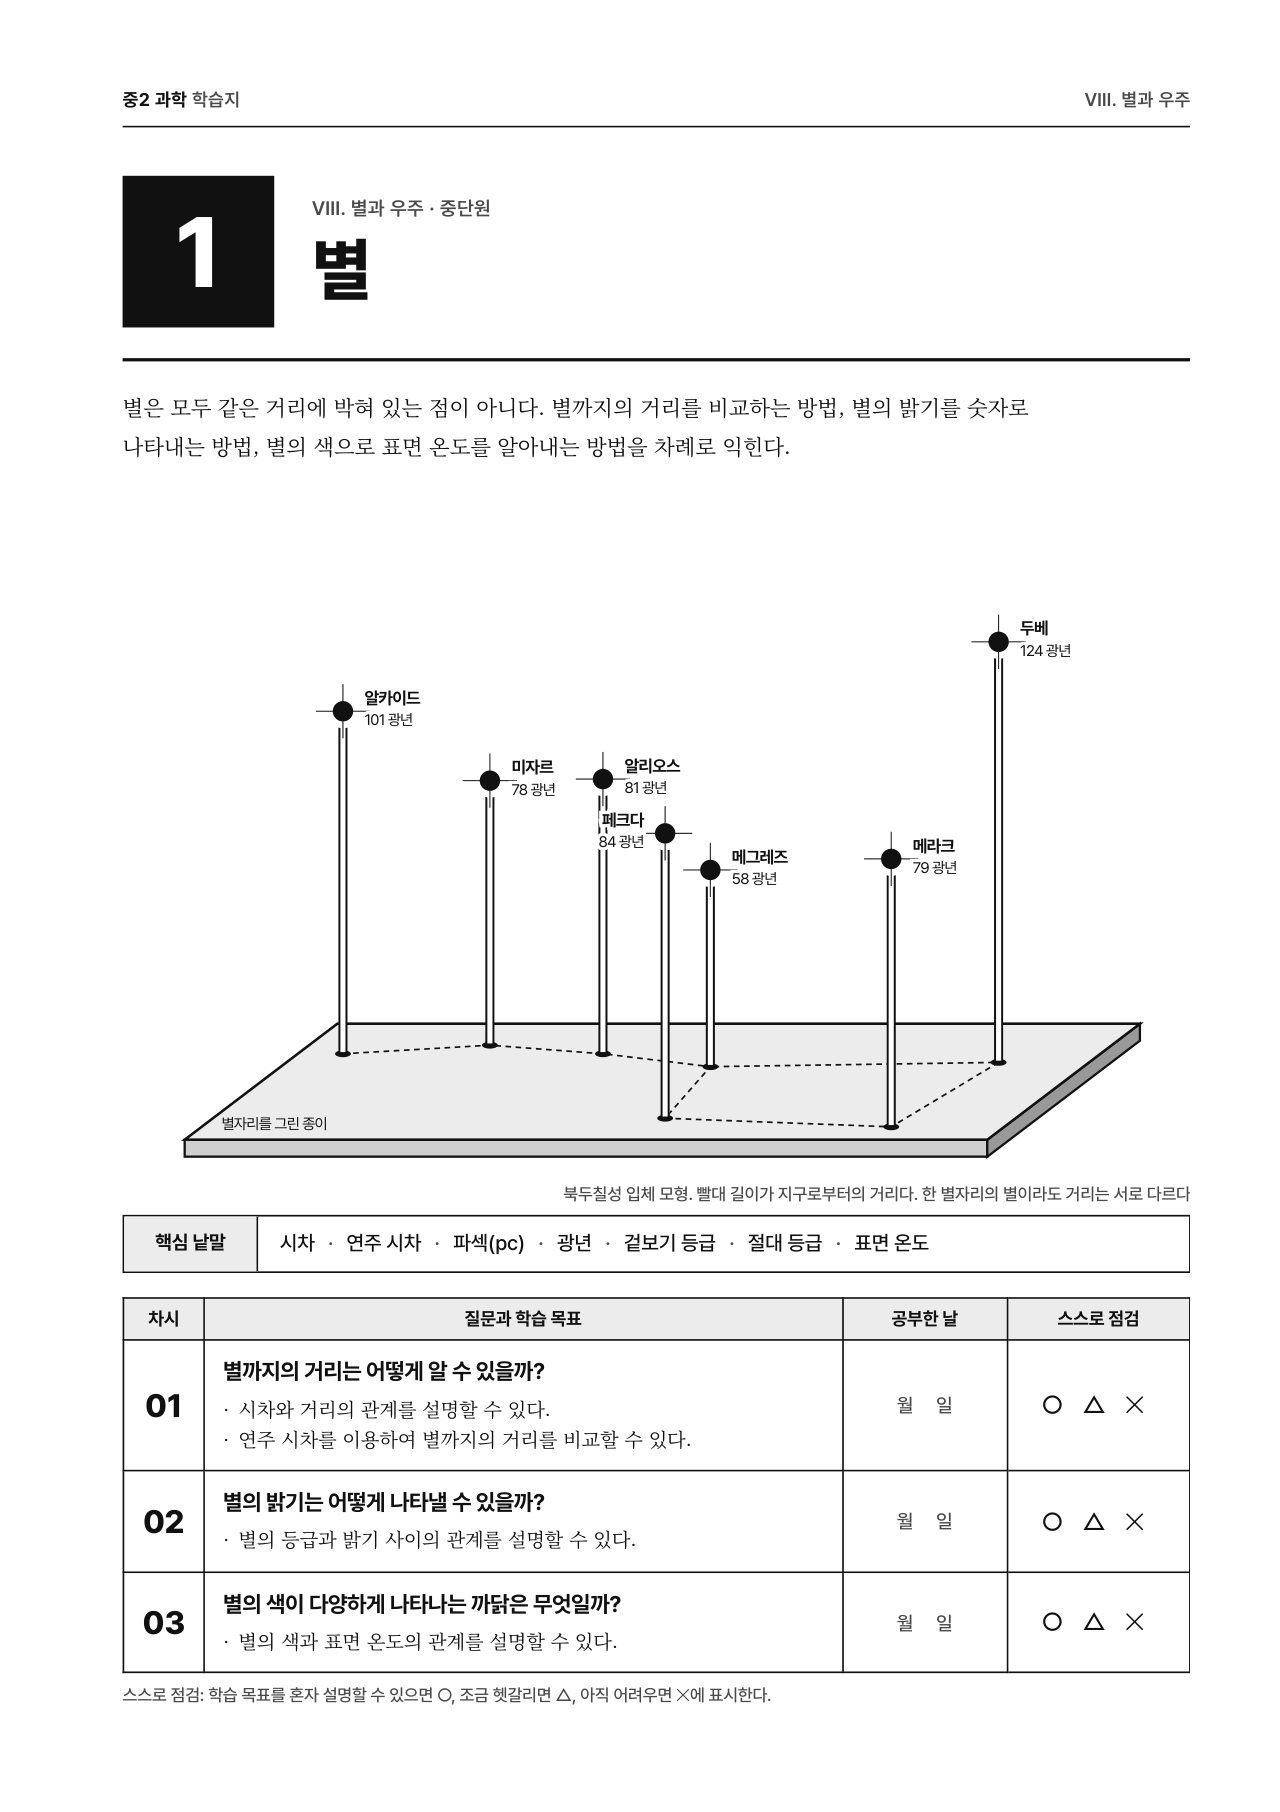 중2 과학 학습지
VIII. 별과 우주
1
VIII. 별과 우주 · 중단원
별
별은 모두 같은 거리에 박혀 있는 점이 아니다. 별까지의 거리를 비교하는 방법, 별의 밝기를 숫자로
나타내는 방법, 별의 색으로 표면 온도를 알아내는 방법을 차례로 익힌다.
두베
124 광년
알카이드
101 광년
미자르
78 광년
알리오스
81 광년
페크다
84 광년
메그레즈
58 광년
메라크
79 광년
별자리를 그린 종이
북두칠성 입체 모형. 빨대 길이가 지구로부터의 거리다. 한 별자리의 별이라도 거리는 서로 다르다
핵심 낱말
시차 · 연주 시차 · 파섹(pc) · 광년 · 겉보기 등급 · 절대 등급 · 표면 온도
차시 질문과 학습 목표 공부한 날 스스로 점검
01
별까지의 거리는 어떻게 알 수 있을까?
· 시차와 거리의 관계를 설명할 수 있다.
· 연주 시차를 이용하여 별까지의 거리를 비교할 수 있다.
월 일
○ △ ×
02
별의 밝기는 어떻게 나타낼 수 있을까?
· 별의 등급과 밝기 사이의 관계를 설명할 수 있다.
월 일
○ △ ×
03
별의 색이 다양하게 나타나는 까닭은 무엇일까?
· 별의 색과 표면 온도의 관계를 설명할 수 있다.
월 일
○ △ ×
스스로 점검: 학습 목표를 혼자 설명할 수 있으면 ○, 조금 헷갈리면 △, 아직 어려우면 ×에 표시한다.